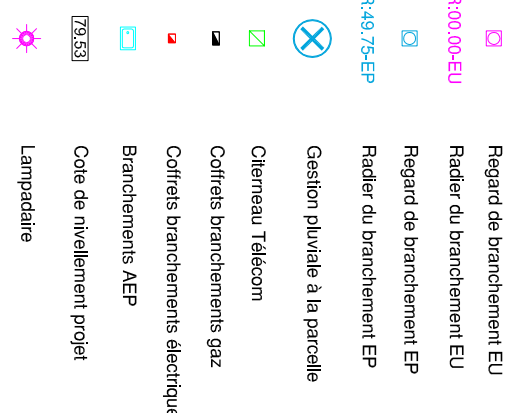 Regard de branchement EU
R:00.00-EU Radier du branchement EU
Regard de branchement EP
R:49.75-EP Radier du branchement EP
Gestion pluviale à la parcelle
Citerneau Télécom
Coffrets branchements gaz
Coffrets branchements électrique
Branchements AEP
79.53 Cote de nivellement projet
Lampadaire